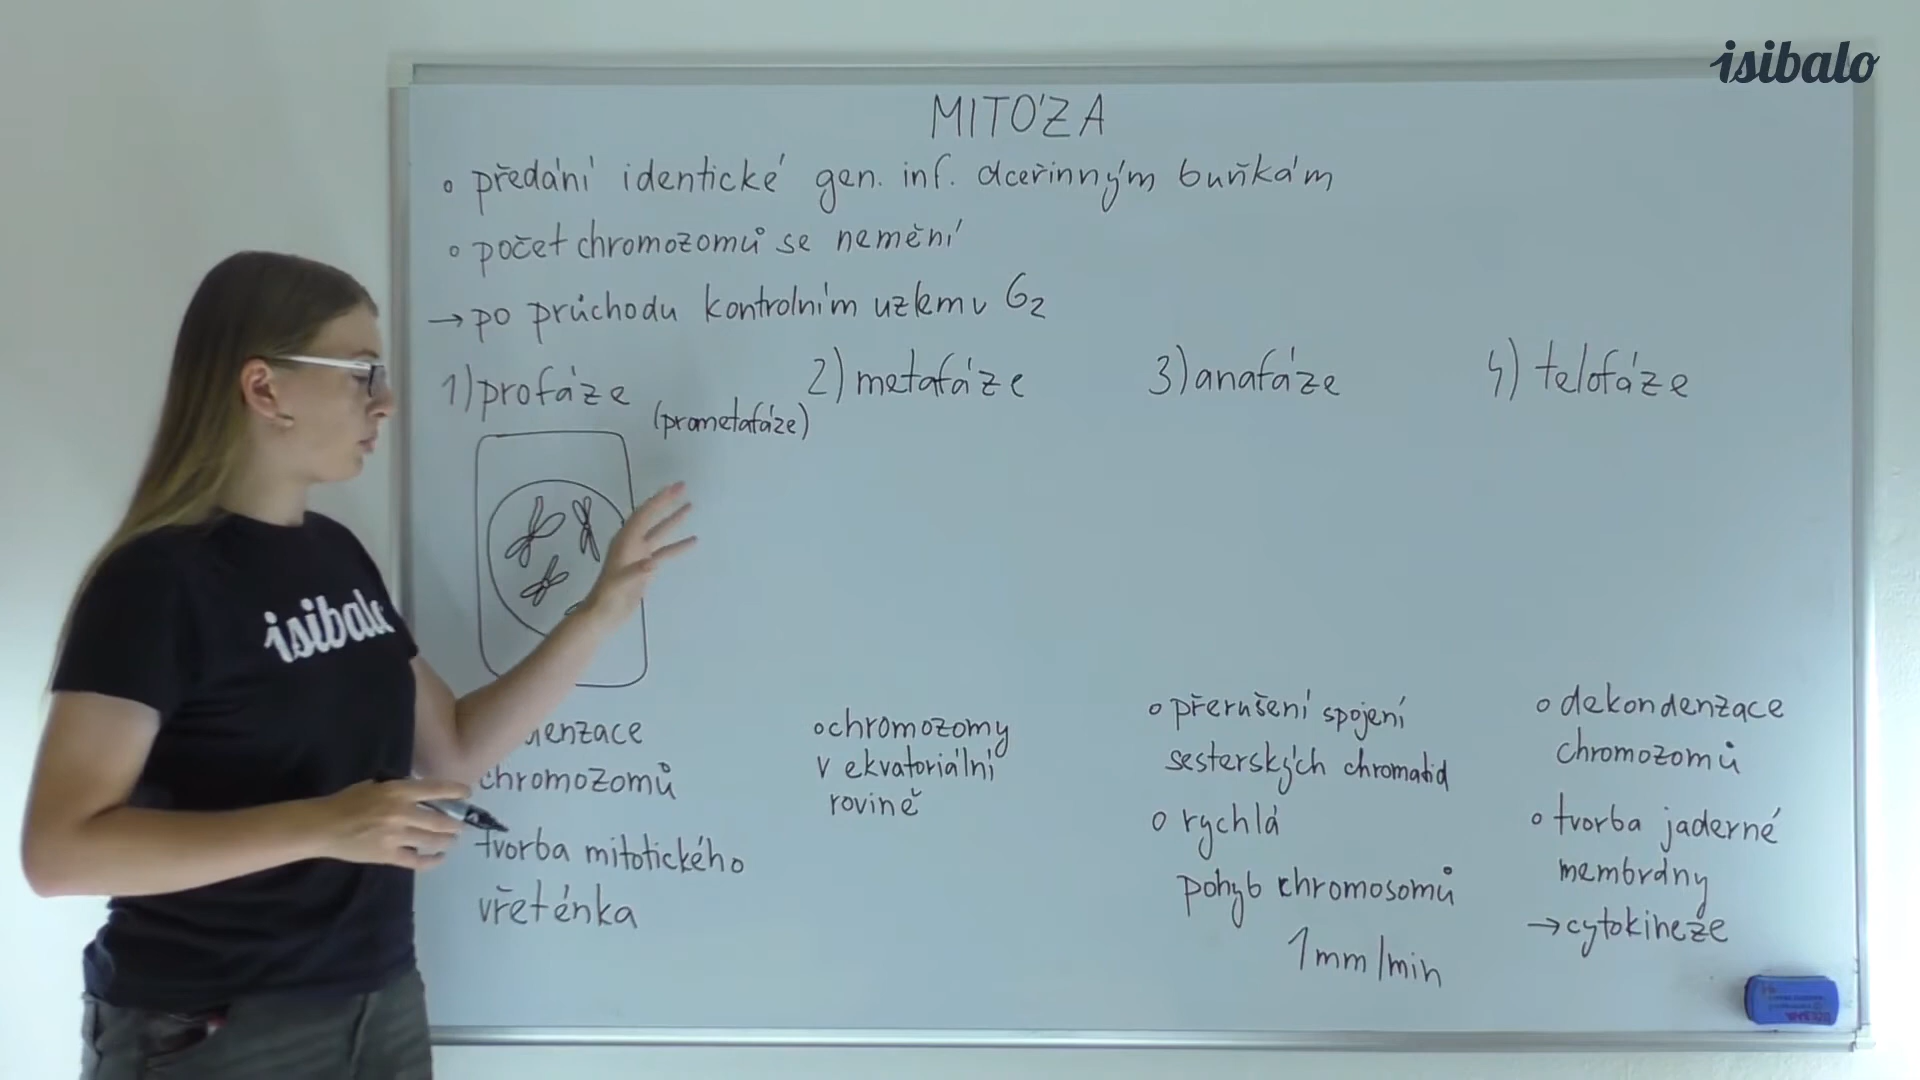 isibalo
MITÓZA
o předání identické gen. inf. dceřinným buňkám
o počet chromozomů se nemění
→ po průchodu kontrolním uzlem v G2
1) profáze
(prometafáze)
2) metafáze
3) anafáze
4) telofáze
denzace
chromozomů
tvorba mitotického
vřeténka
o chromozomy
v ekvatoriální
rovině
o přerušení spojení
sesterských chromatid
o rychlá
pohyb chromosomů
1mm/min
o dekondenzace
chromozomů
o tvorba jaderné
membrány
→ cytokineze
isibalo